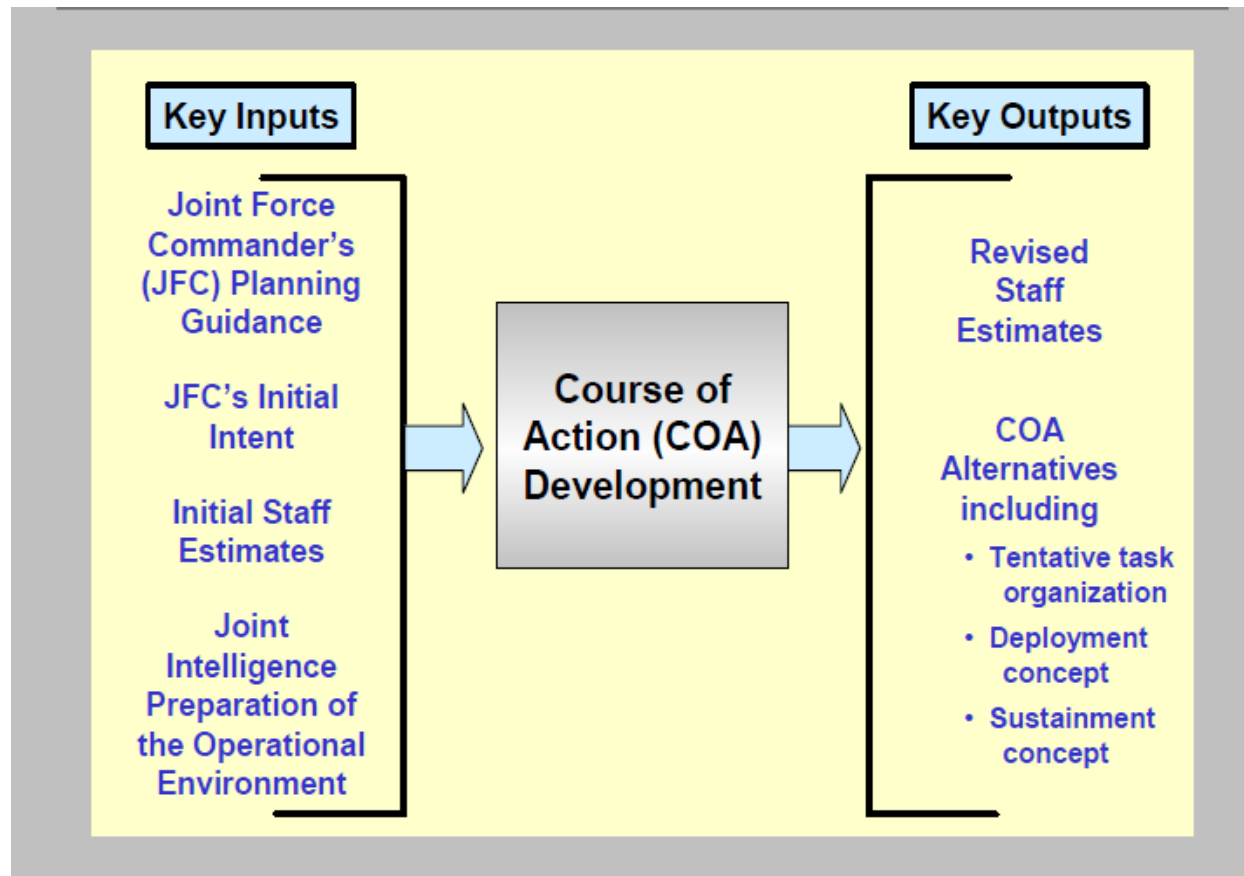 Key Inputs
Joint Force
Commander's
(JFC) Planning
Guidance
JFC's Initial
Intent
Initial Staff
Estimates
Joint
Intelligence
Preparation of
the Operational
Environment
Course of
Action (COA)
Development
Key Outputs
Revised
Staff
Estimates
COA
Alternatives
including
• Tentative task
organization
• Deployment
concept
• Sustainment
concept